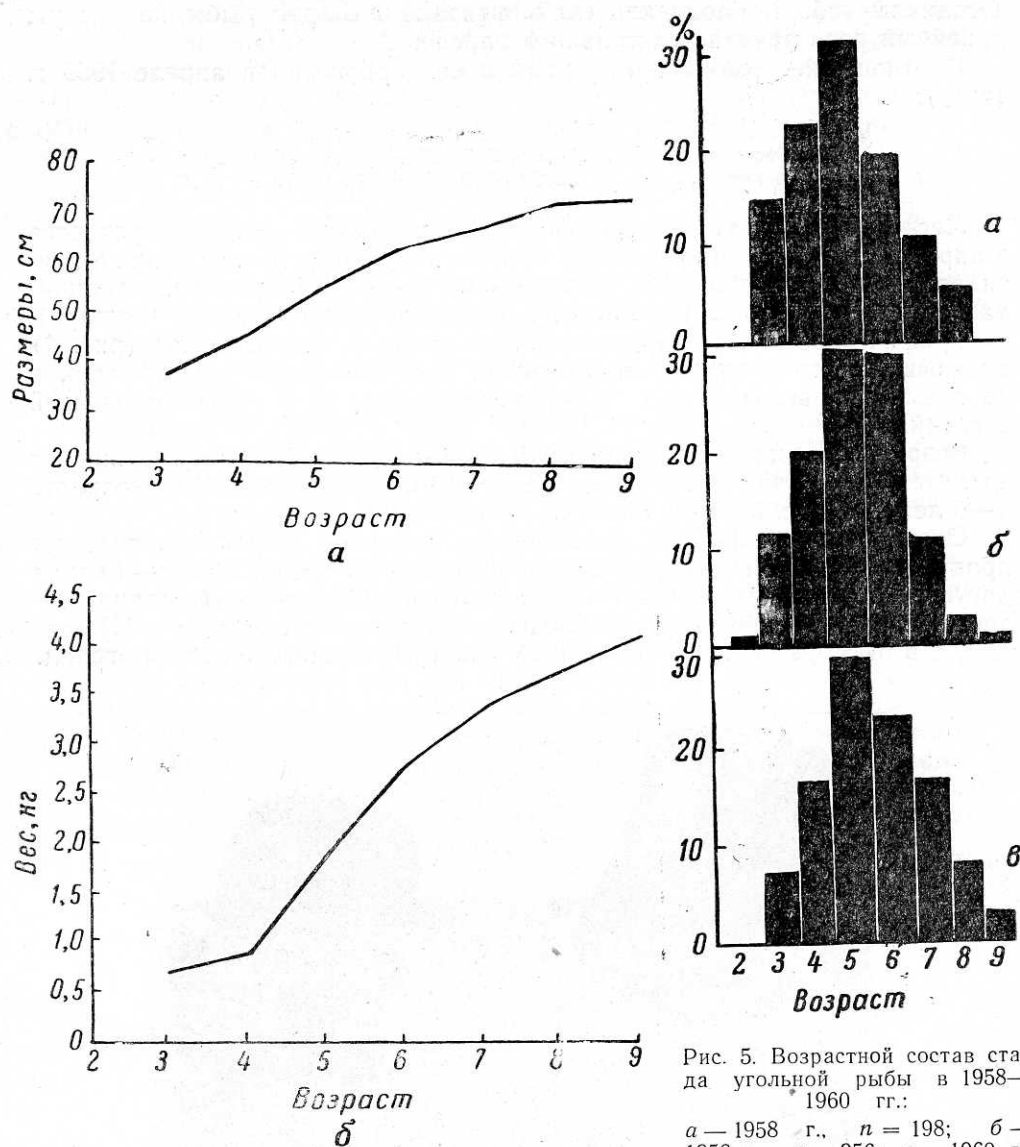 80
70
60
50
40
30
20
Размеры, см
2 3 4 5 6 7 8 9
Возраст
а
4,5
4,0
3,5
3,0
2,5
2,0
1,5
1,0
0,5
0
Вес, кг
2 3 4 5 6 7 8 9
Возраст
б
%
30
20
10
0
а
30
20
10
0
б
30
20
10
0
в
2 3 4 5 6 7 8 9
Возраст
Рис. 5. Возрастной состав ста-
да угольной рыбы в 1958—
1960 гг.:
а — 1958 г., n = 198; б —